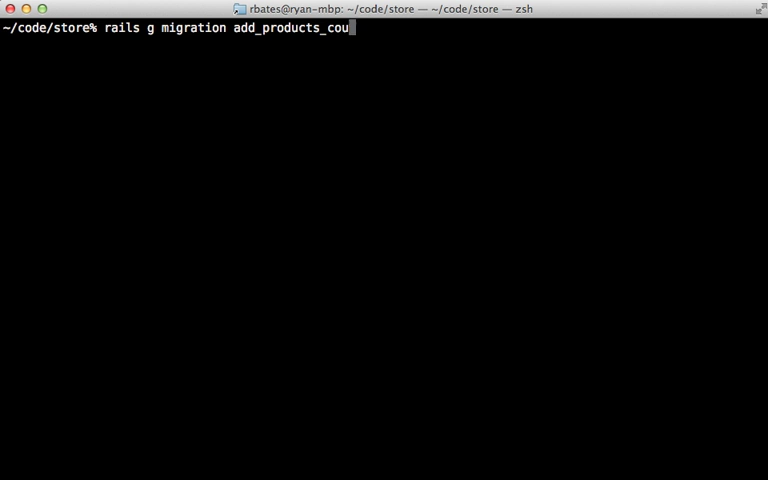 rbates@ryan-mbp: ~/code/store — ~/code/store — zsh
~/code/store% rails g migration add_products_cou